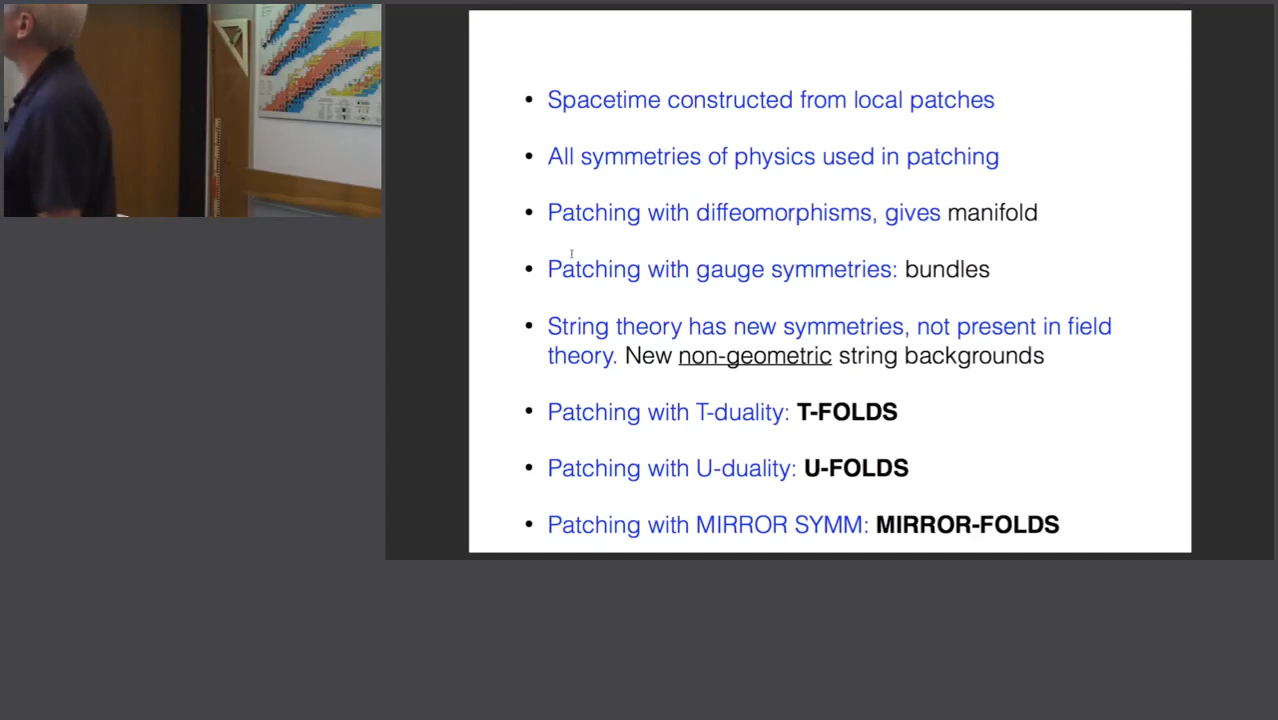 • Spacetime constructed from local patches
• All symmetries of physics used in patching
• Patching with diffeomorphisms, gives manifold
• Patching with gauge symmetries: bundles
• String theory has new symmetries, not present in field
theory. New non-geometric string backgrounds
• Patching with T-duality: T-FOLDS
• Patching with U-duality: U-FOLDS
• Patching with MIRROR SYMM: MIRROR-FOLDS